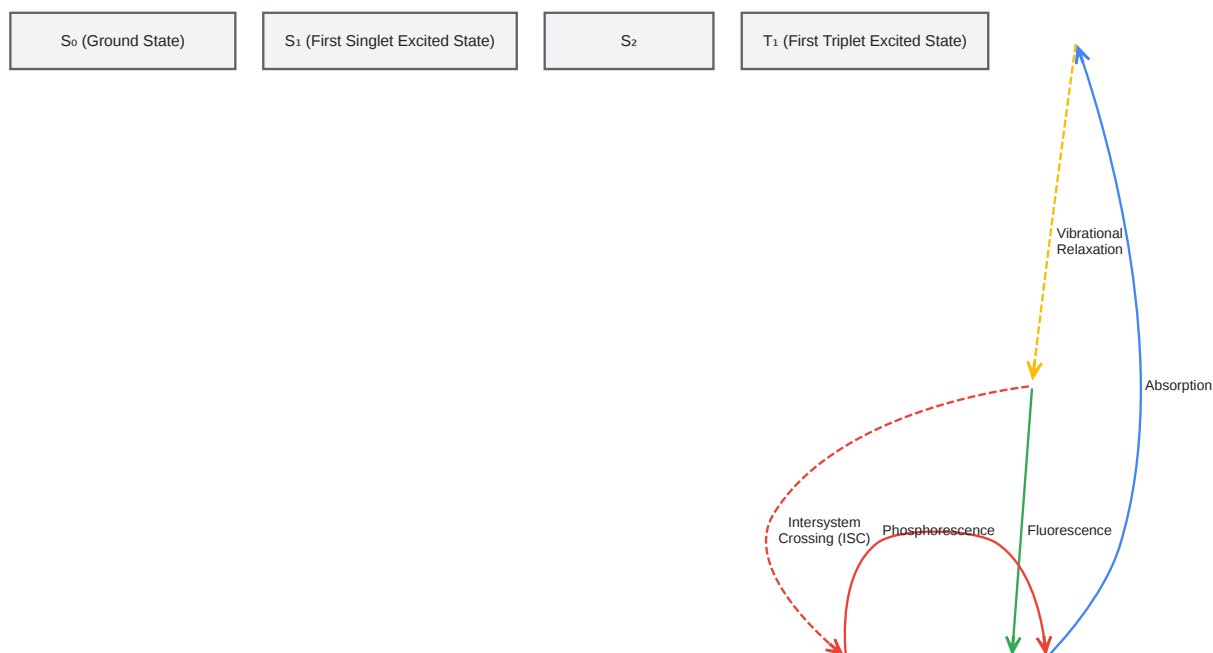 S₀ (Ground State)
S₁ (First Singlet Excited State)
S₂
T₁ (First Triplet Excited State)
Vibrational
Relaxation
Absorption
Intersystem
Crossing (ISC)
Phosphorescence
Fluorescence